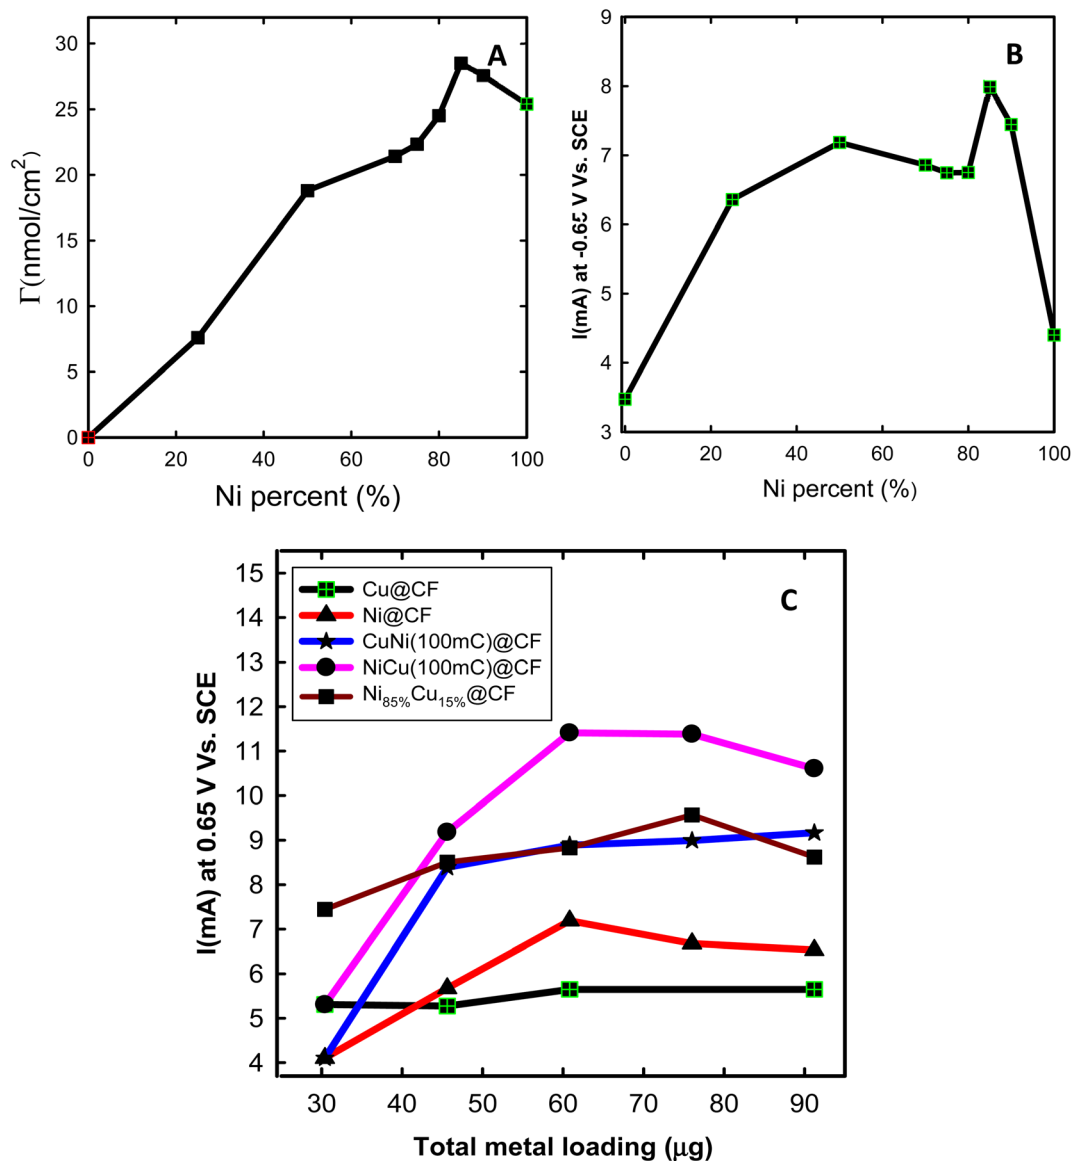 A
30
25
20
15
10
5
0
Γ(nmol/cm²)
0 20 40 60 80 100
Ni percent (%)
B
9
8
7
6
5
4
3
I(mA) at -0.65 V Vs. SCE
0 20 40 60 80 100
Ni percent (%)
C
15
14
13
12
11
10
9
8
7
6
5
4
I(mA) at 0.65 V Vs. SCE
Cu@CF
Ni@CF
CuNi(100mC)@CF
NiCu(100mC)@CF
Ni85%Cu15%@CF
30 40 50 60 70 80 90
Total metal loading (μg)